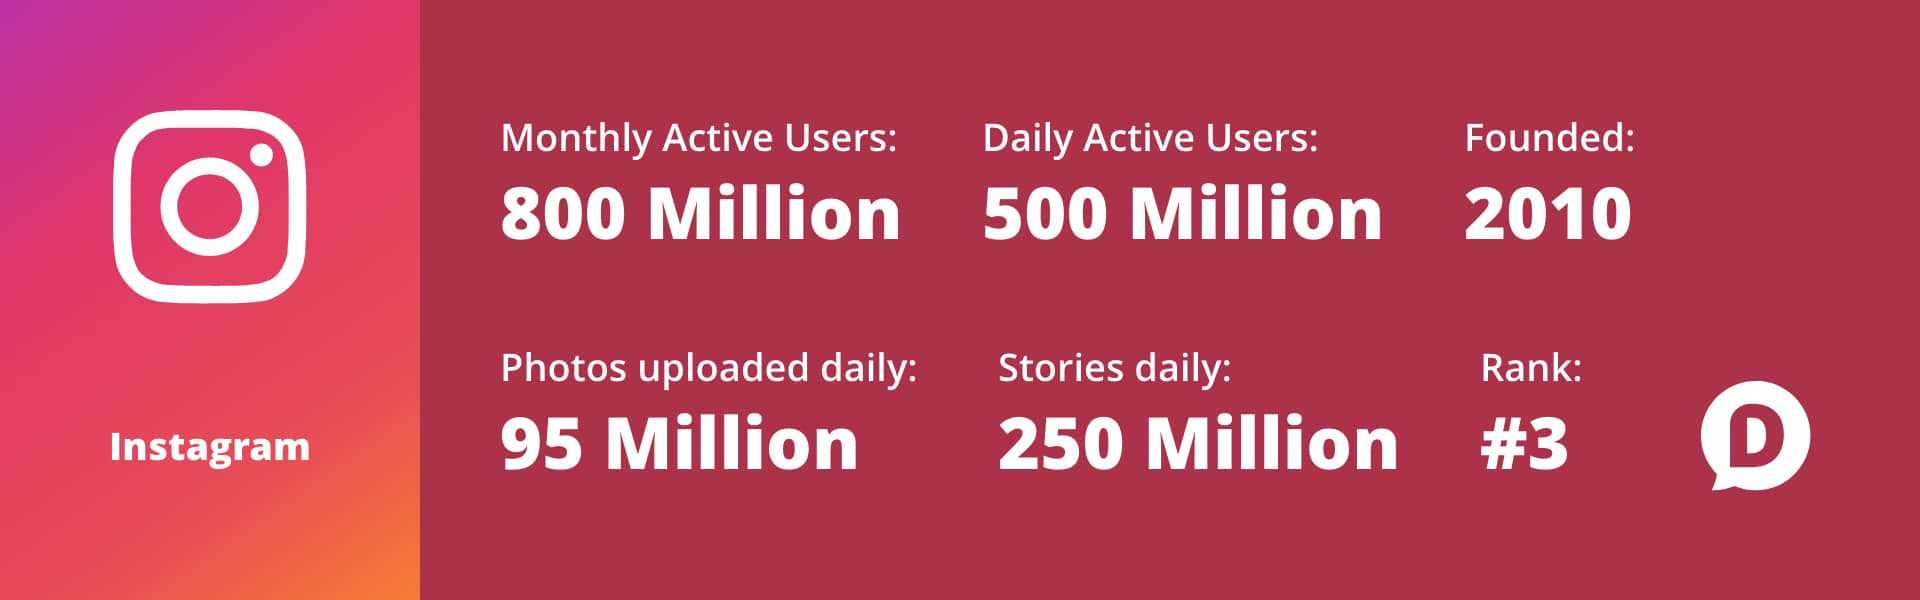 Instagram
Monthly Active Users:
800 Million
Daily Active Users:
500 Million
Founded:
2010
Photos uploaded daily:
95 Million
Stories daily:
250 Million
Rank:
#3
D